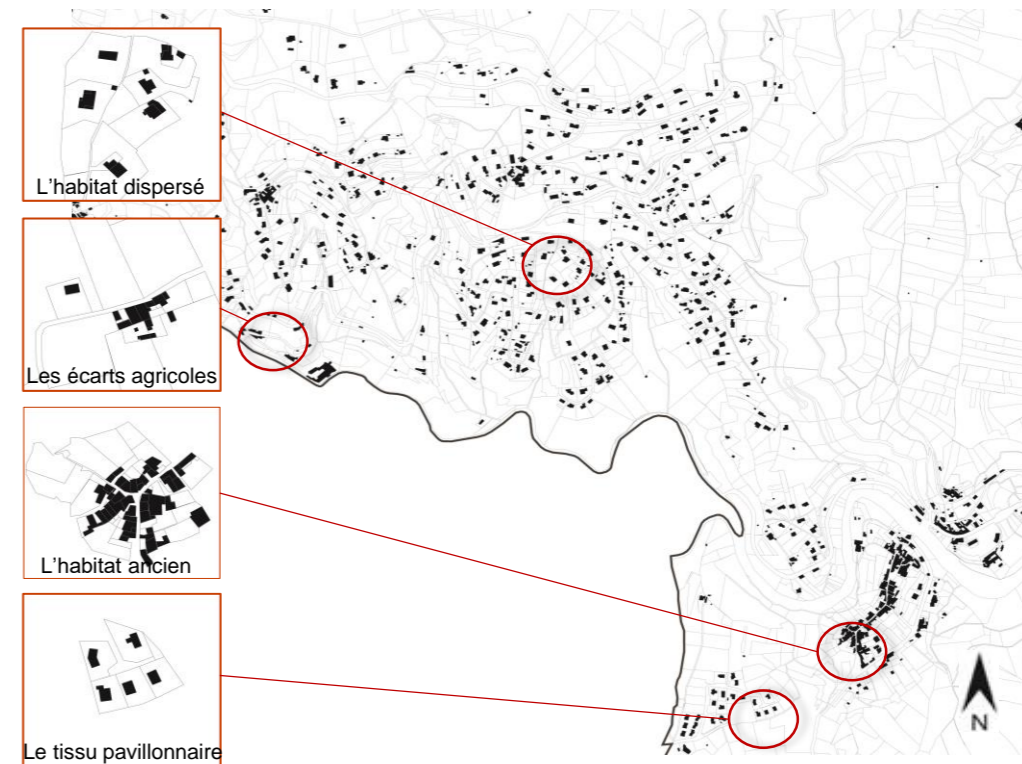 L'habitat dispersé
Les écarts agricoles
L'habitat ancien
Le tissu pavillonnaire
N